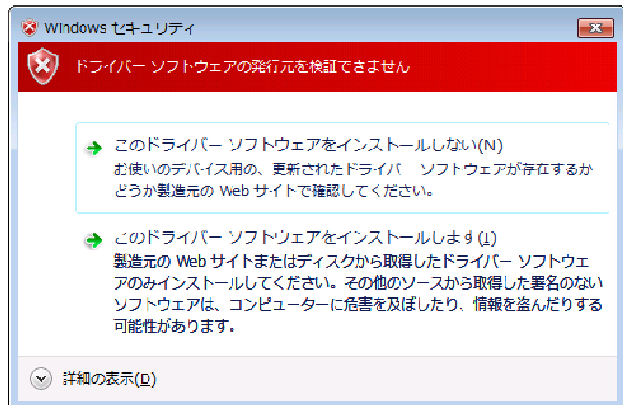 Windows セキュリティ
ドライバー ソフトウェアの発行元を検証できません
このドライバー ソフトウェアをインストールしない(N)
お使いのデバイス用の、更新されたドライバー ソフトウェアが存在するか
どうか製造元の Web サイトで確認してください。
このドライバー ソフトウェアをインストールします(I)
製造元の Web サイトまたはディスクから取得したドライバー ソフトウェ
アのみインストールしてください。その他のソースから取得した署名のない
ソフトウェアは、コンピューターに危害を及ぼしたり、情報を盗んだりする
可能性があります。
詳細の表示(D)